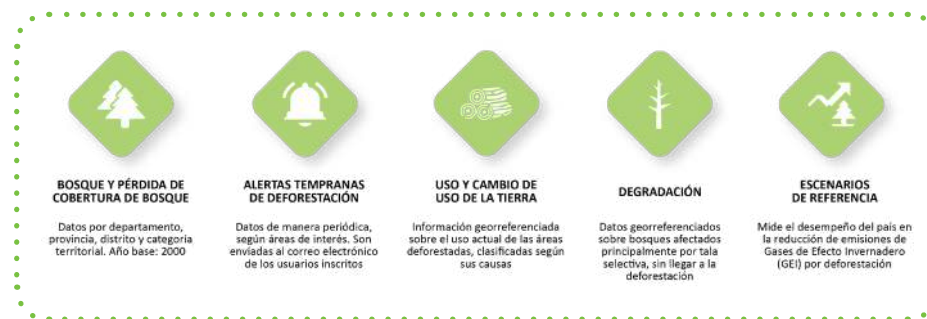 BOSQUE Y PÉRDIDA DE
COBERTURA DE BOSQUE
Datos por departamento,
provincia, distrito y categoría
territorial. Año base: 2000
ALERTAS TEMPRANAS
DE DEFORESTACIÓN
Datos de manera periódica,
según áreas de interés. Son
enviadas al correo electrónico
de los usuarios inscritos
USO Y CAMBIO DE
USO DE LA TIERRA
Información georreferenciada
sobre el uso actual de las áreas
deforestadas, clasificadas según
sus causas
DEGRADACIÓN
Datos georreferenciados
sobre bosques afectados
principalmente por tala
selectiva, sin llegar a la
deforestación
ESCENARIOS
DE REFERENCIA
Mide el desempeño del país en
la reducción de emisiones de
Gases de Efecto Invernadero
(GEI) por deforestación